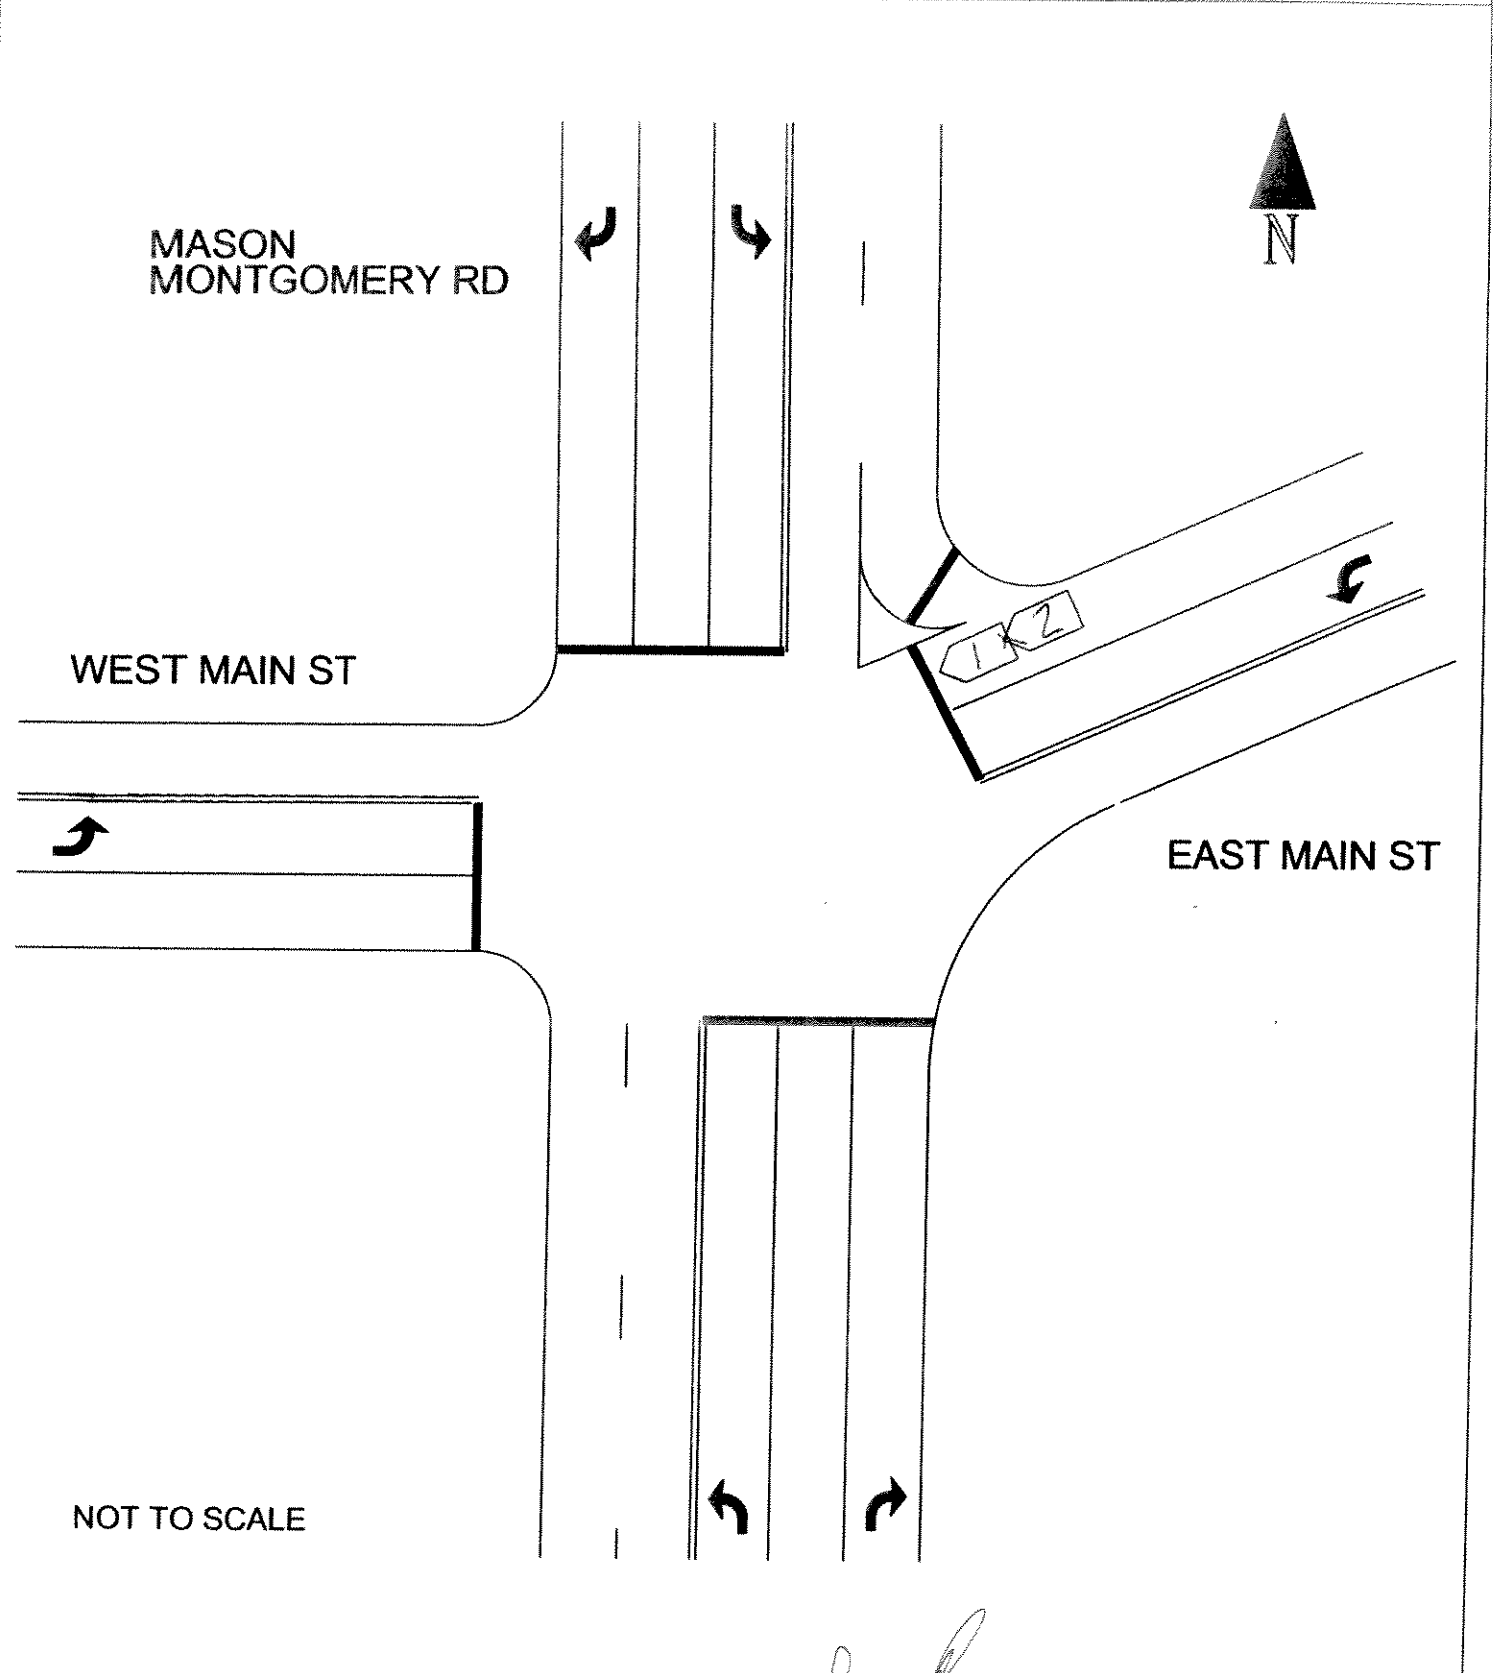 MASON
MONTGOMERY RD
N
WEST MAIN ST
1
2
EAST MAIN ST
NOT TO SCALE